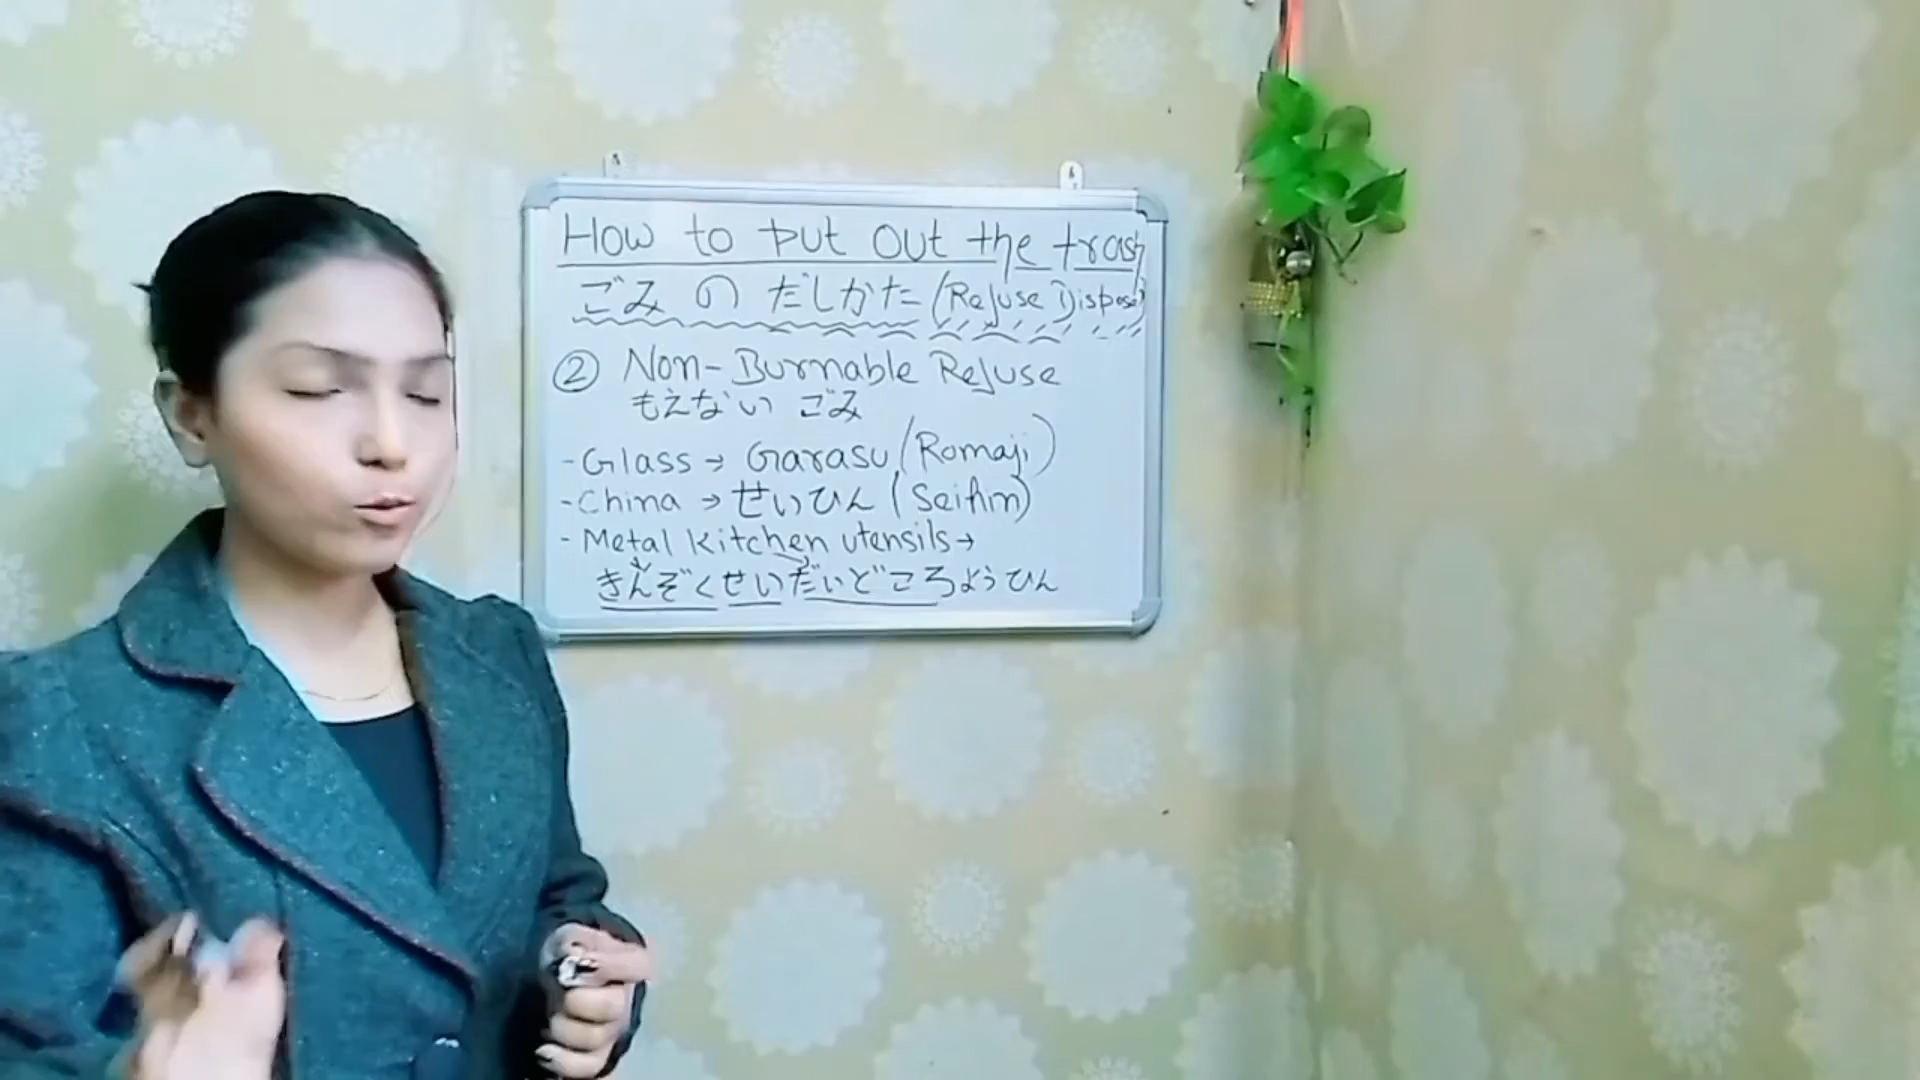 How to put out the trash
ごみ の だしかた (Refuse Disposal)
② Non-Burnable Refuse
もえない ごみ
- Glass → Garasu (Romaji)
- China → せいひん (Seihin)
- Metal kitchen utensils →
きんぞくせいだいどころようひん